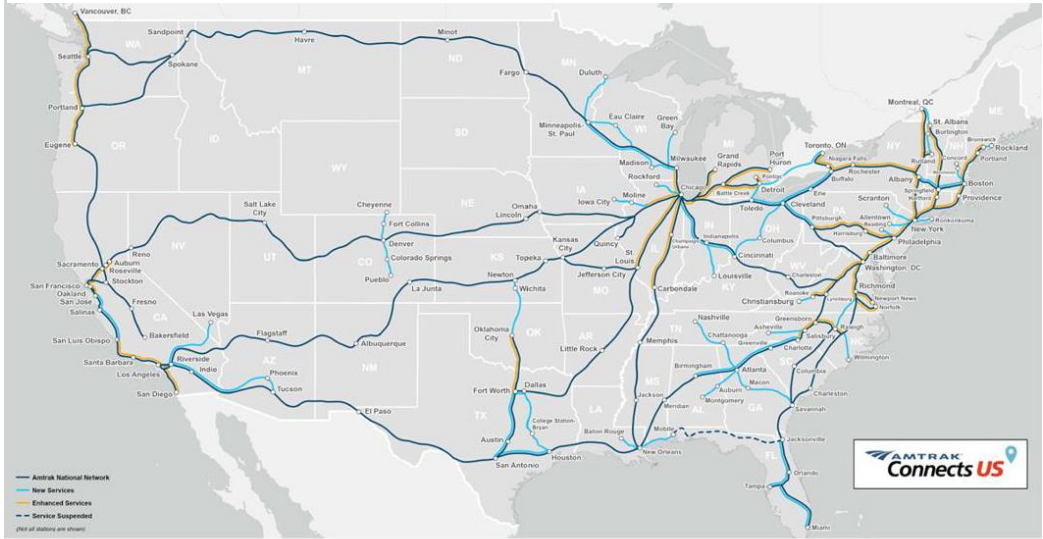 Vancouver, BC
WA
Seattle
Sandpoint
Spokane
Portland
Eugene
OR
ID
Havre
MT
Minot
ND
Fargo
SD
WY
NE
MN
Duluth
Minneapolis-
St. Paul
Eau Claire
WI
Green
Bay
Madison
Milwaukee
Rockford
Moline
Iowa City
IA
Chicago
MI
Grand
Rapids
Port
Huron
Pontiac
Battle Creek
Detroit
Toledo
Toronto, ON
Niagara Falls
Buffalo
Rochester
Montreal, QC
St. Albans
Burlington
ME
Brunswick
Rockland
Portland
NH
Concord
Rutland
NY
Albany
Springfield
Hartford
Boston
Providence
Ronkonkoma
New York
Scranton
Allentown
Reading
PA
Harrisburg
Pittsburgh
Philadelphia
Baltimore
Washington, DC
Erie
Cleveland
OH
Columbus
IN
Indianapolis
Cincinnati
Louisville
KY
WV
Charleston
Richmond
Newport News
Norfolk
Roanoke
Lynchburg
Christiansburg
Greensboro
Raleigh
NC
Wilmington
Salisbury
Asheville
Greenville
Charlotte
SC
Columbia
Charleston
Savannah
Nashville
TN
Chattanooga
Memphis
Birmingham
Atlanta
Macon
Auburn
Montgomery
AL
GA
MS
Jackson
Meridian
Mobile
Jacksonville
FL
Orlando
Tampa
Miami
New Orleans
Baton Rouge
LA
Houston
College Station-
Bryan
San Antonio
Austin
TX
Fort Worth
Dallas
Little Rock
AR
Oklahoma
City
OK
Wichita
Newton
KS
Topeka
Kansas
City
Jefferson City
MO
St.
Louis
IL
Champaign
Urbana
Carbondale
Quincy
Omaha
Lincoln
Cheyenne
Fort Collins
Denver
CO
Colorado Springs
Pueblo
La Junta
Salt Lake
City
UT
NV
Reno
Auburn
Roseville
Sacramento
Stockton
San Francisco
Oakland
San Jose
Salinas
Fresno
CA
Bakersfield
San Luis Obispo
Santa Barbara
Los Angeles
San Diego
Las Vegas
Riverside
Indio
Flagstaff
AZ
Phoenix
Tucson
Albuquerque
NM
El Paso
Amtrak National Network
New Services
Enhanced Services
Service Suspended
(Not all stations are shown)
AMTRAK
Connects US